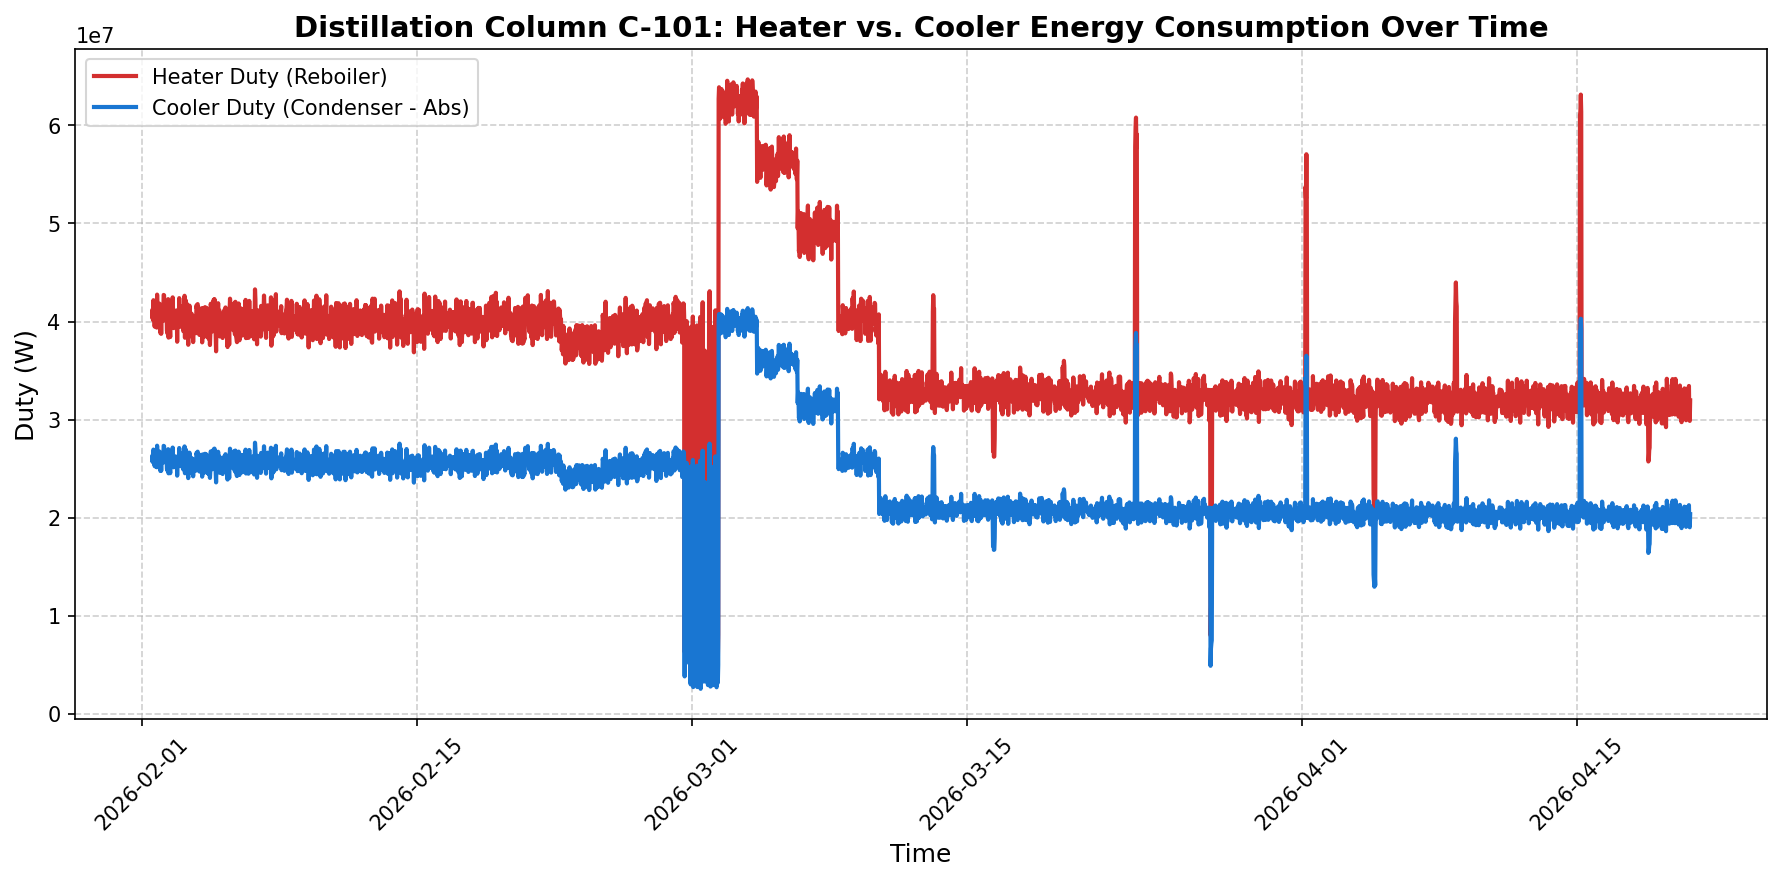 Distillation Column C-101: Heater vs. Cooler Energy Consumption Over Time
1e7
Heater Duty (Reboiler)
Cooler Duty (Condenser - Abs)
6
5
4
3
2
1
0
Duty (W)
2026-02-01
2026-02-15
2026-03-01
2026-03-15
2026-04-01
2026-04-15
Time